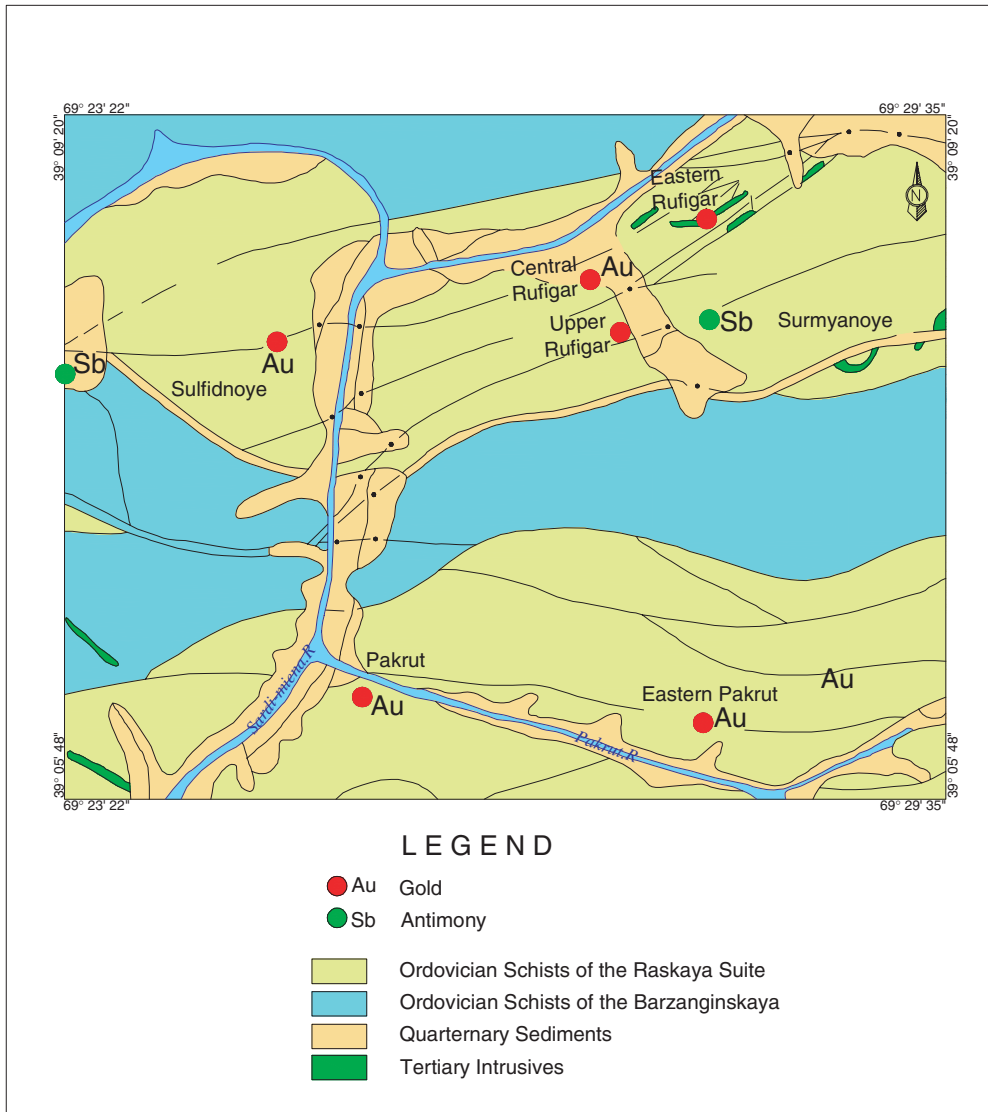 69° 23' 22"
69° 29' 35"
39° 09' 20"
39° 09' 20"
Eastern
Rufigar
N
Central
Rufigar
Au
Upper
Rufigar
Sb
Surmyanoye
Sb
Au
Sulfidnoye
Sardi-miena.R
Pakrut
Au
Eastern Pakrut
Au
Au
Pakrut.R
39° 05' 48"
39° 05' 48"
69° 23' 22"
69° 29' 35"
LEGEND
Au Gold
Sb Antimony
Ordovician Schists of the Raskaya Suite
Ordovician Schists of the Barzanginskaya
Quarternary Sediments
Tertiary Intrusives